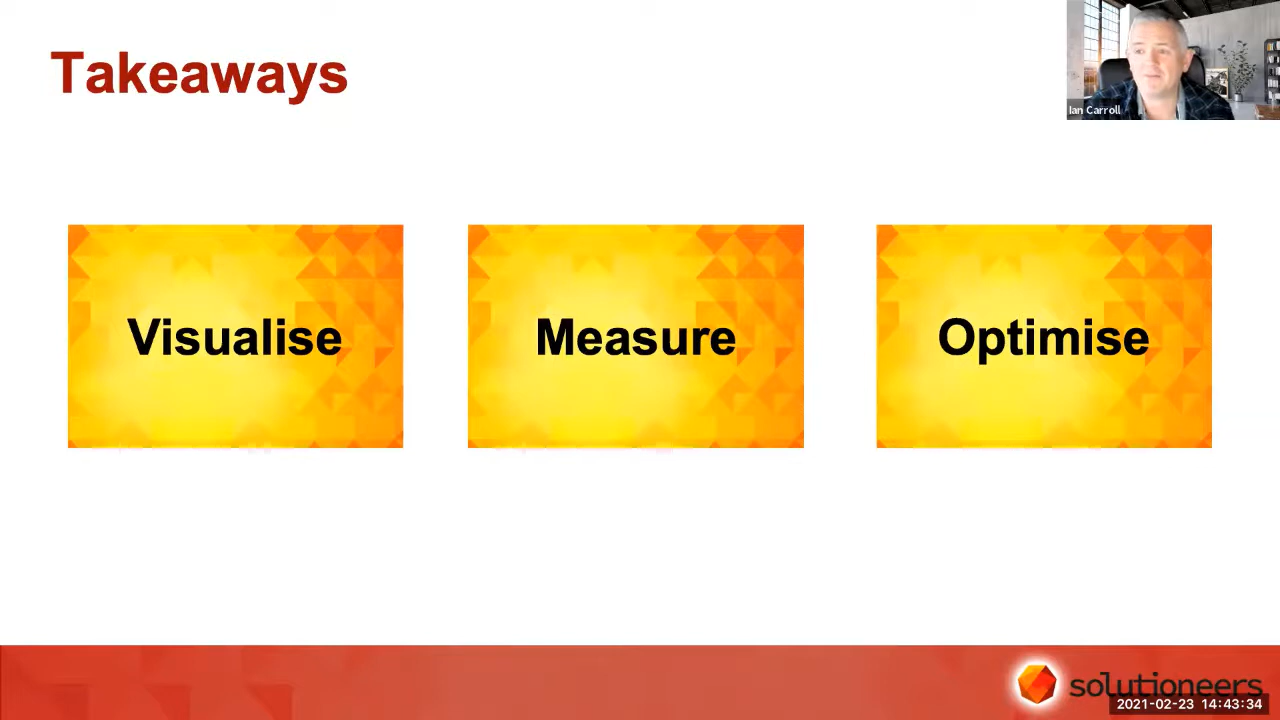 Takeaways
Ian Carroll
Visualise
Measure
Optimise
solutioneers
2021-02-23 14:43:34